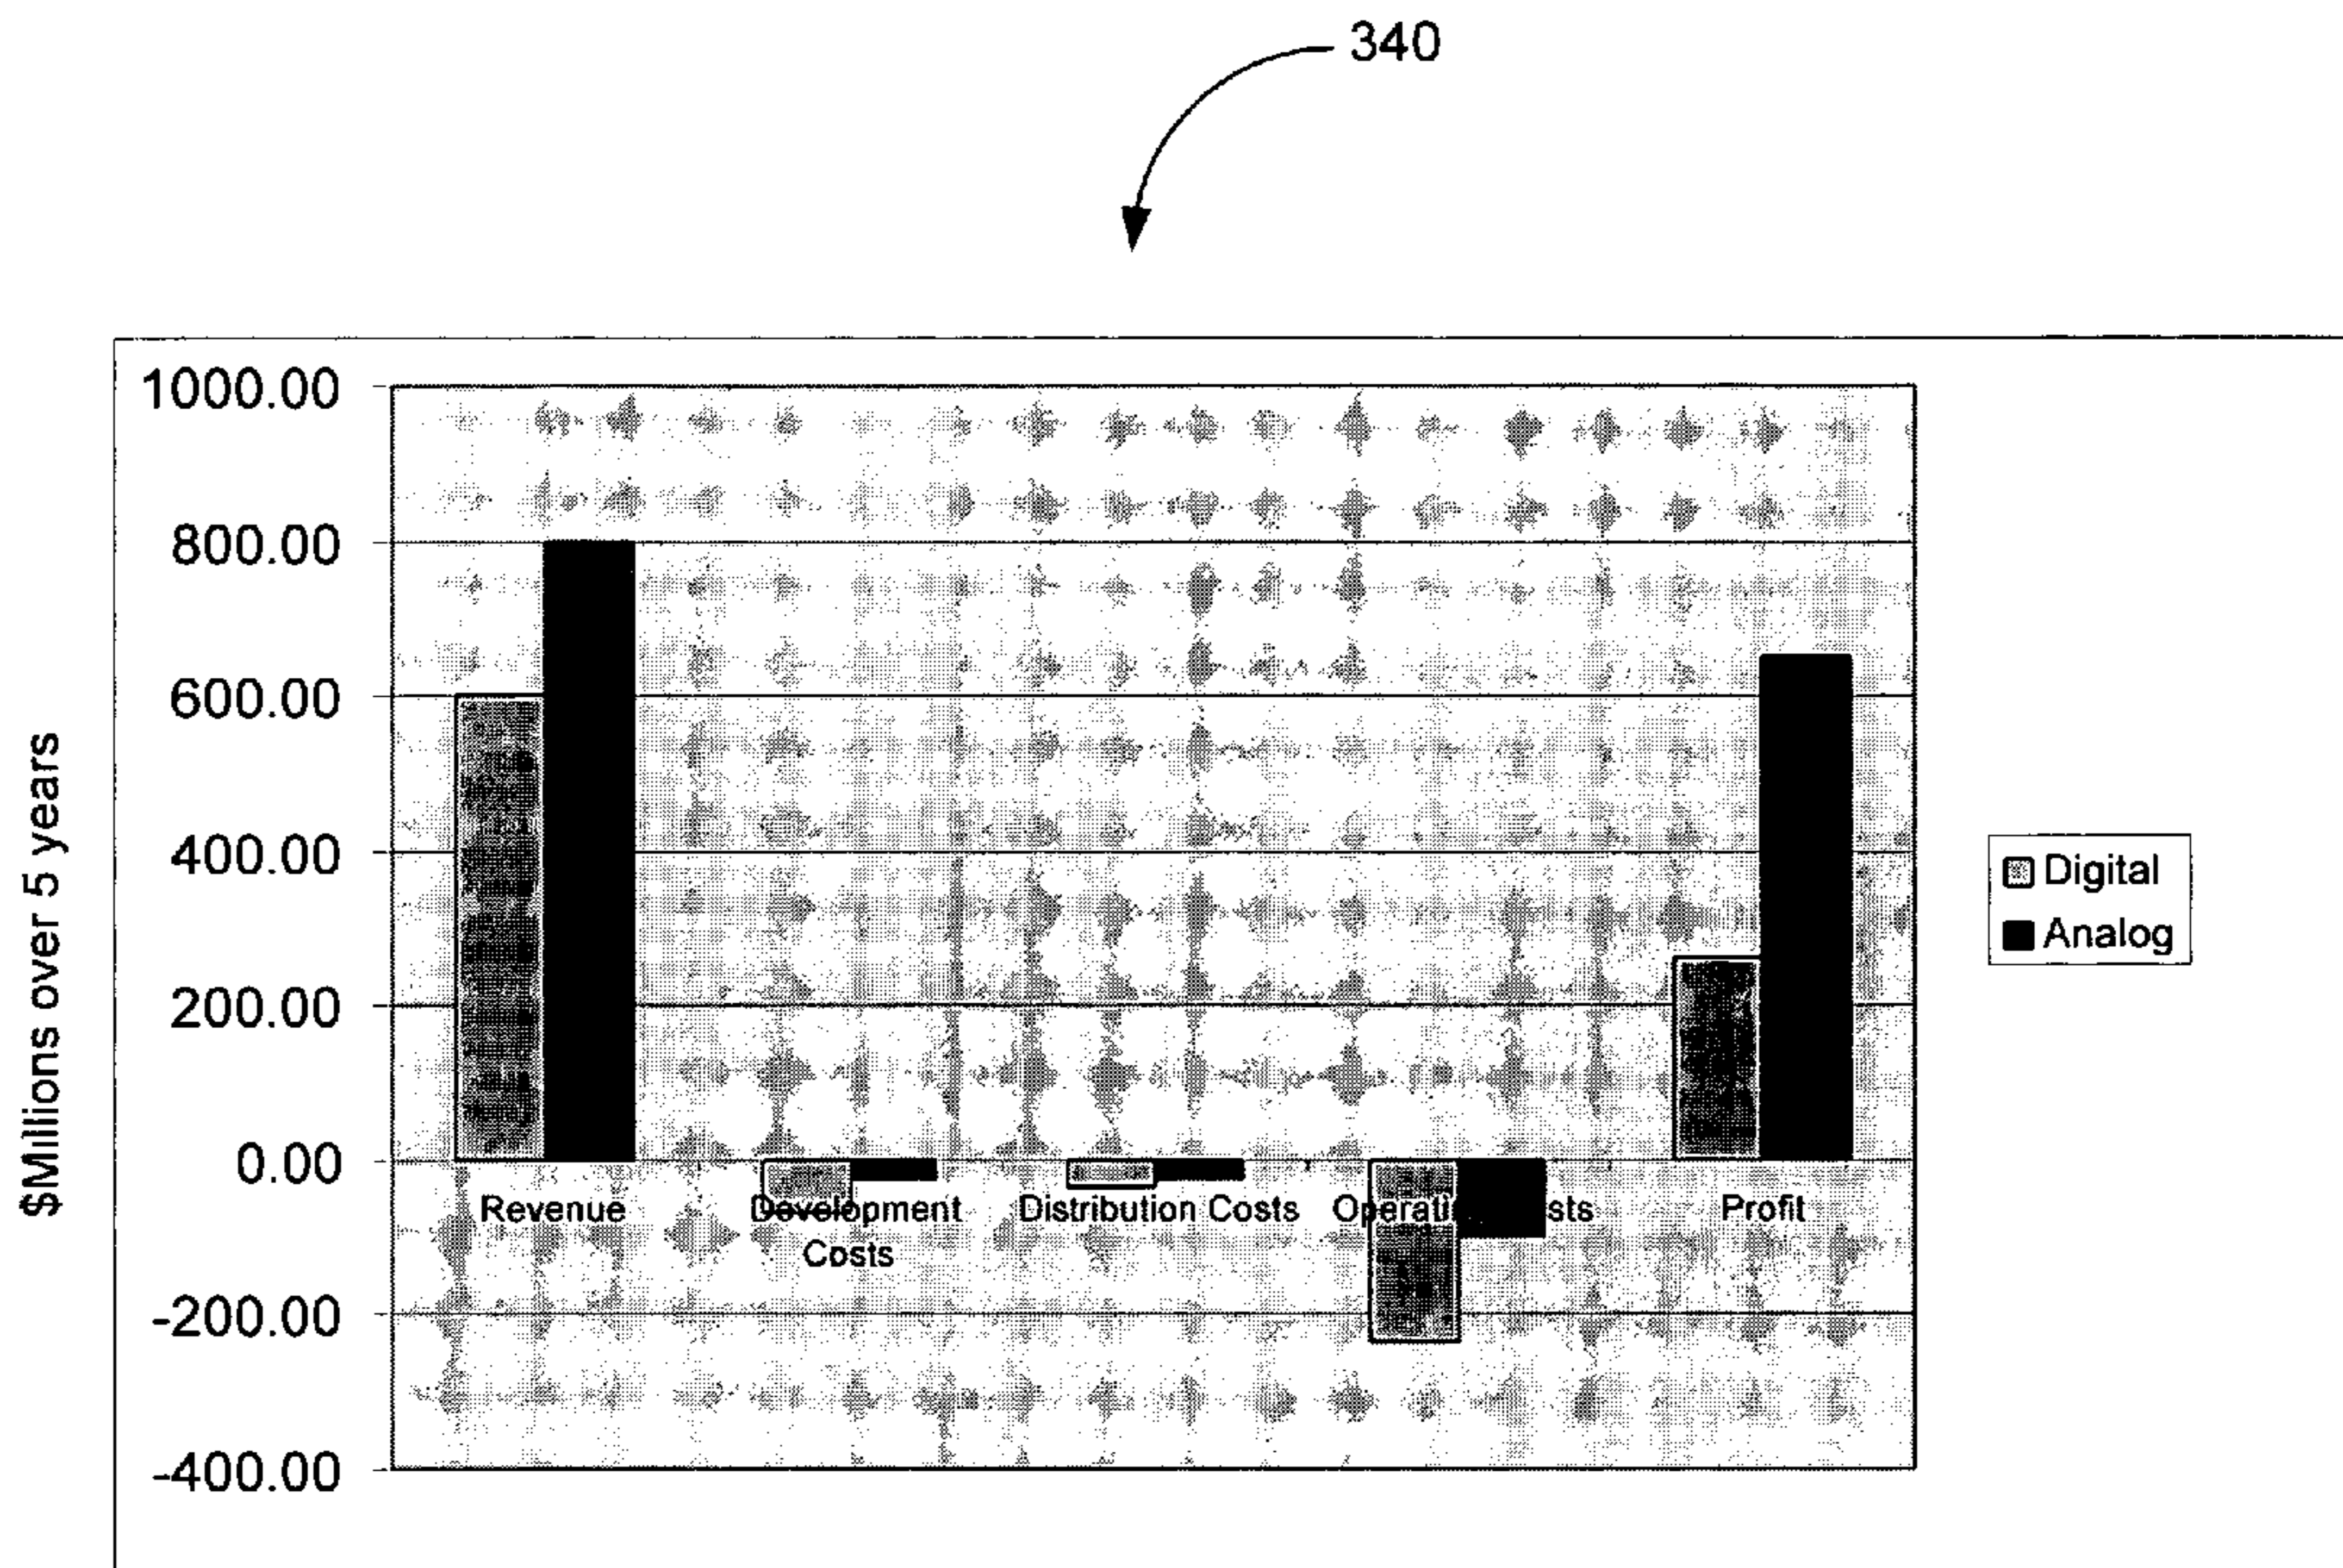 340
1000.00
800.00
600.00
400.00
200.00
0.00
-200.00
-400.00
$Millions over 5 years
Revenue
Development
Costs
Distribution Costs
Profit
Digital
Analog